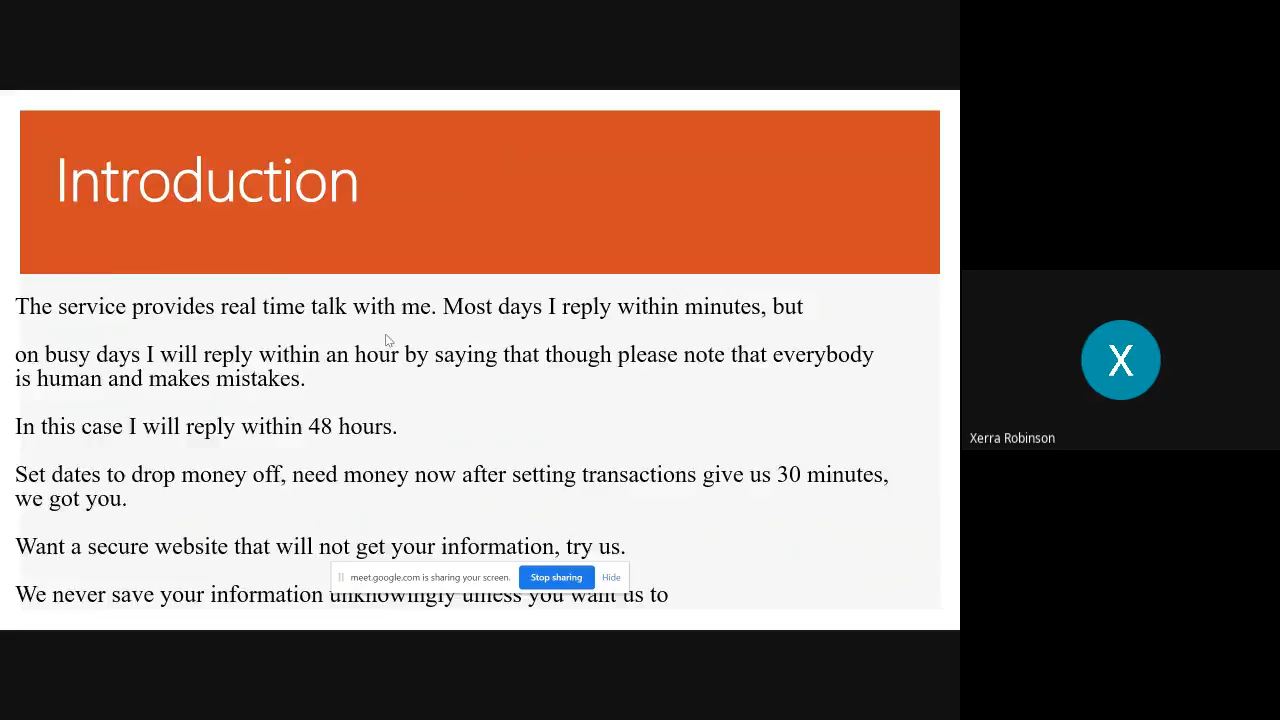 Introduction
The service provides real time talk with me. Most days I reply within minutes, but
on busy days I will reply within an hour by saying that though please note that everybody
is human and makes mistakes.
In this case I will reply within 48 hours.
Set dates to drop money off, need money now after setting transactions give us 30 minutes,
we got you.
Want a secure website that will not get your information, try us.
meet.google.com is sharing your screen.
Stop sharing
Hide
We never save your information unknowingly unless you want us to
X
Xerra Robinson